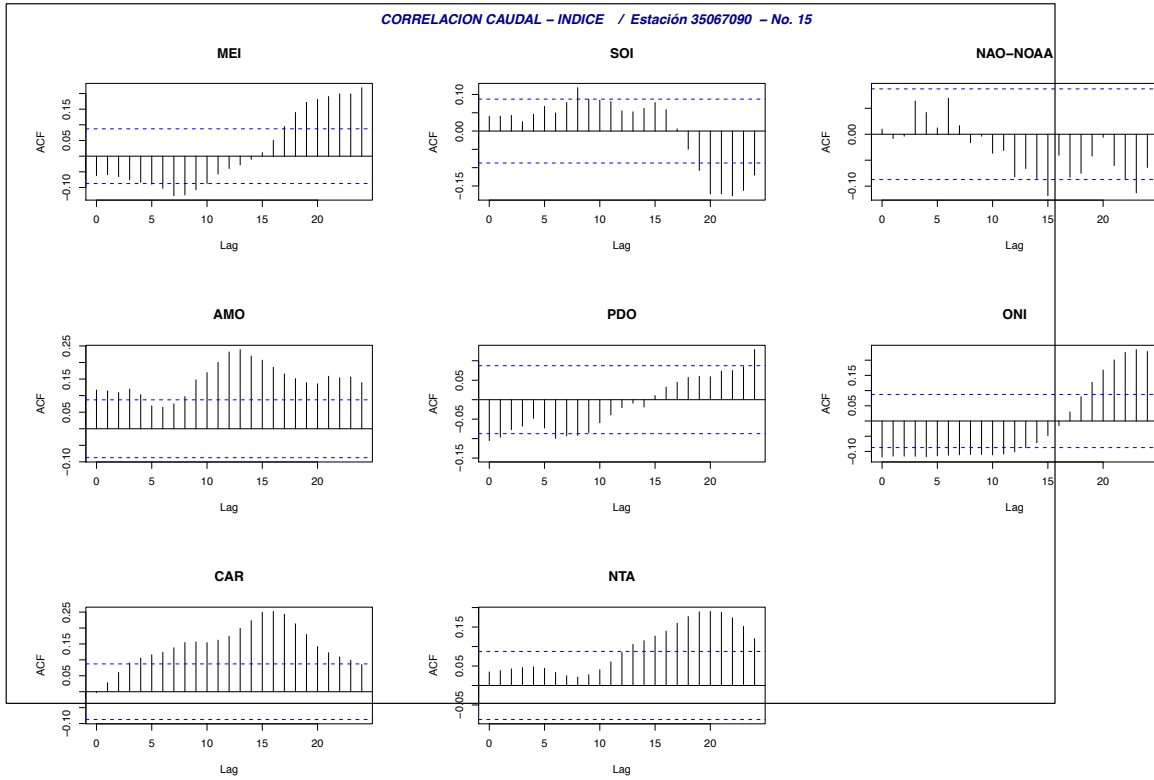 CORRELACION CAUDAL – INDICE / Estación 35067090 – No. 15
MEI
ACF
0.15
0.05
−0.10
0 5 10 15 20
Lag
SOI
ACF
0.10
0.00
−0.15
0 5 10 15 20
Lag
NAO−NOAA
ACF
0.00
−0.10
0 5 10 15 20
Lag
AMO
ACF
0.25
0.15
0.05
−0.10
0 5 10 15 20
Lag
PDO
ACF
0.05
−0.05
−0.15
0 5 10 15 20
Lag
ONI
ACF
0.15
0.05
−0.10
0 5 10 15 20
Lag
CAR
ACF
0.25
0.15
0.05
−0.10
0 5 10 15 20
Lag
NTA
ACF
0.15
0.05
−0.05
0 5 10 15 20
Lag